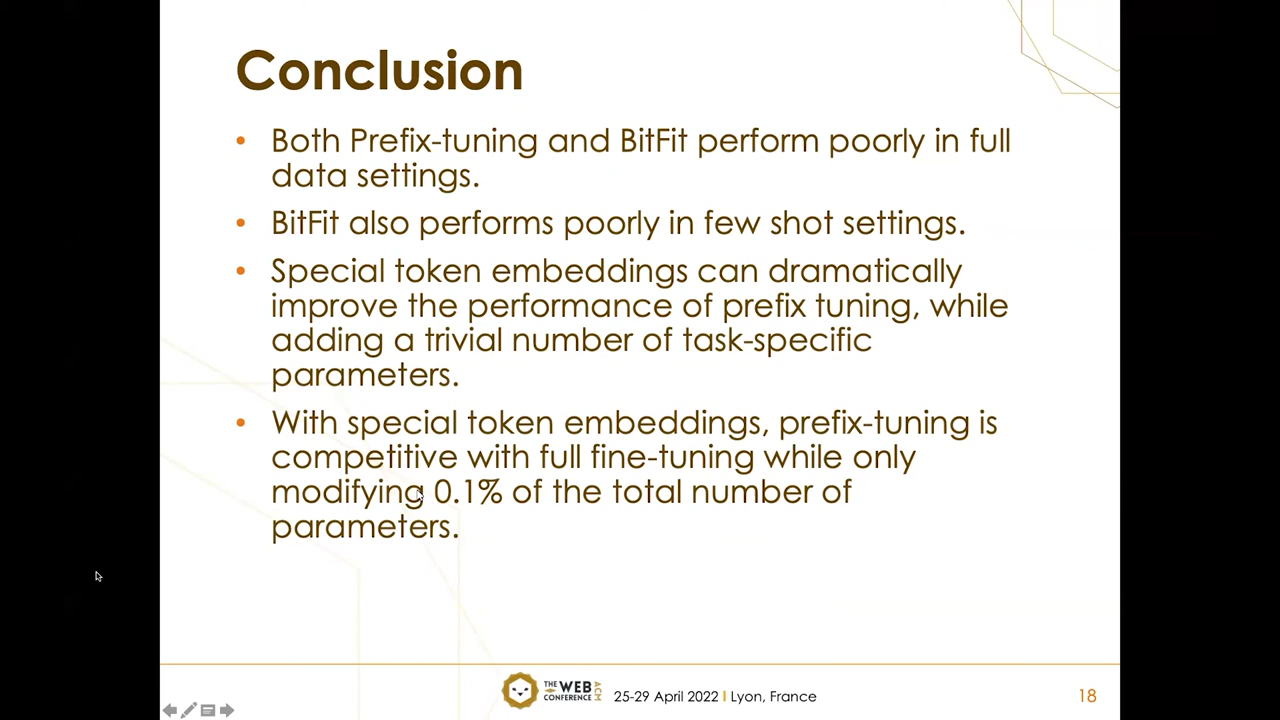 Conclusion
• Both Prefix-tuning and BitFit perform poorly in full
data settings.
• BitFit also performs poorly in few shot settings.
• Special token embeddings can dramatically
improve the performance of prefix tuning, while
adding a trivial number of task-specific
parameters.
• With special token embeddings, prefix-tuning is
competitive with full fine-tuning while only
modifying 0.1% of the total number of
parameters.
THE WEB CONFERENCE ACM
25-29 April 2022 I Lyon, France
18